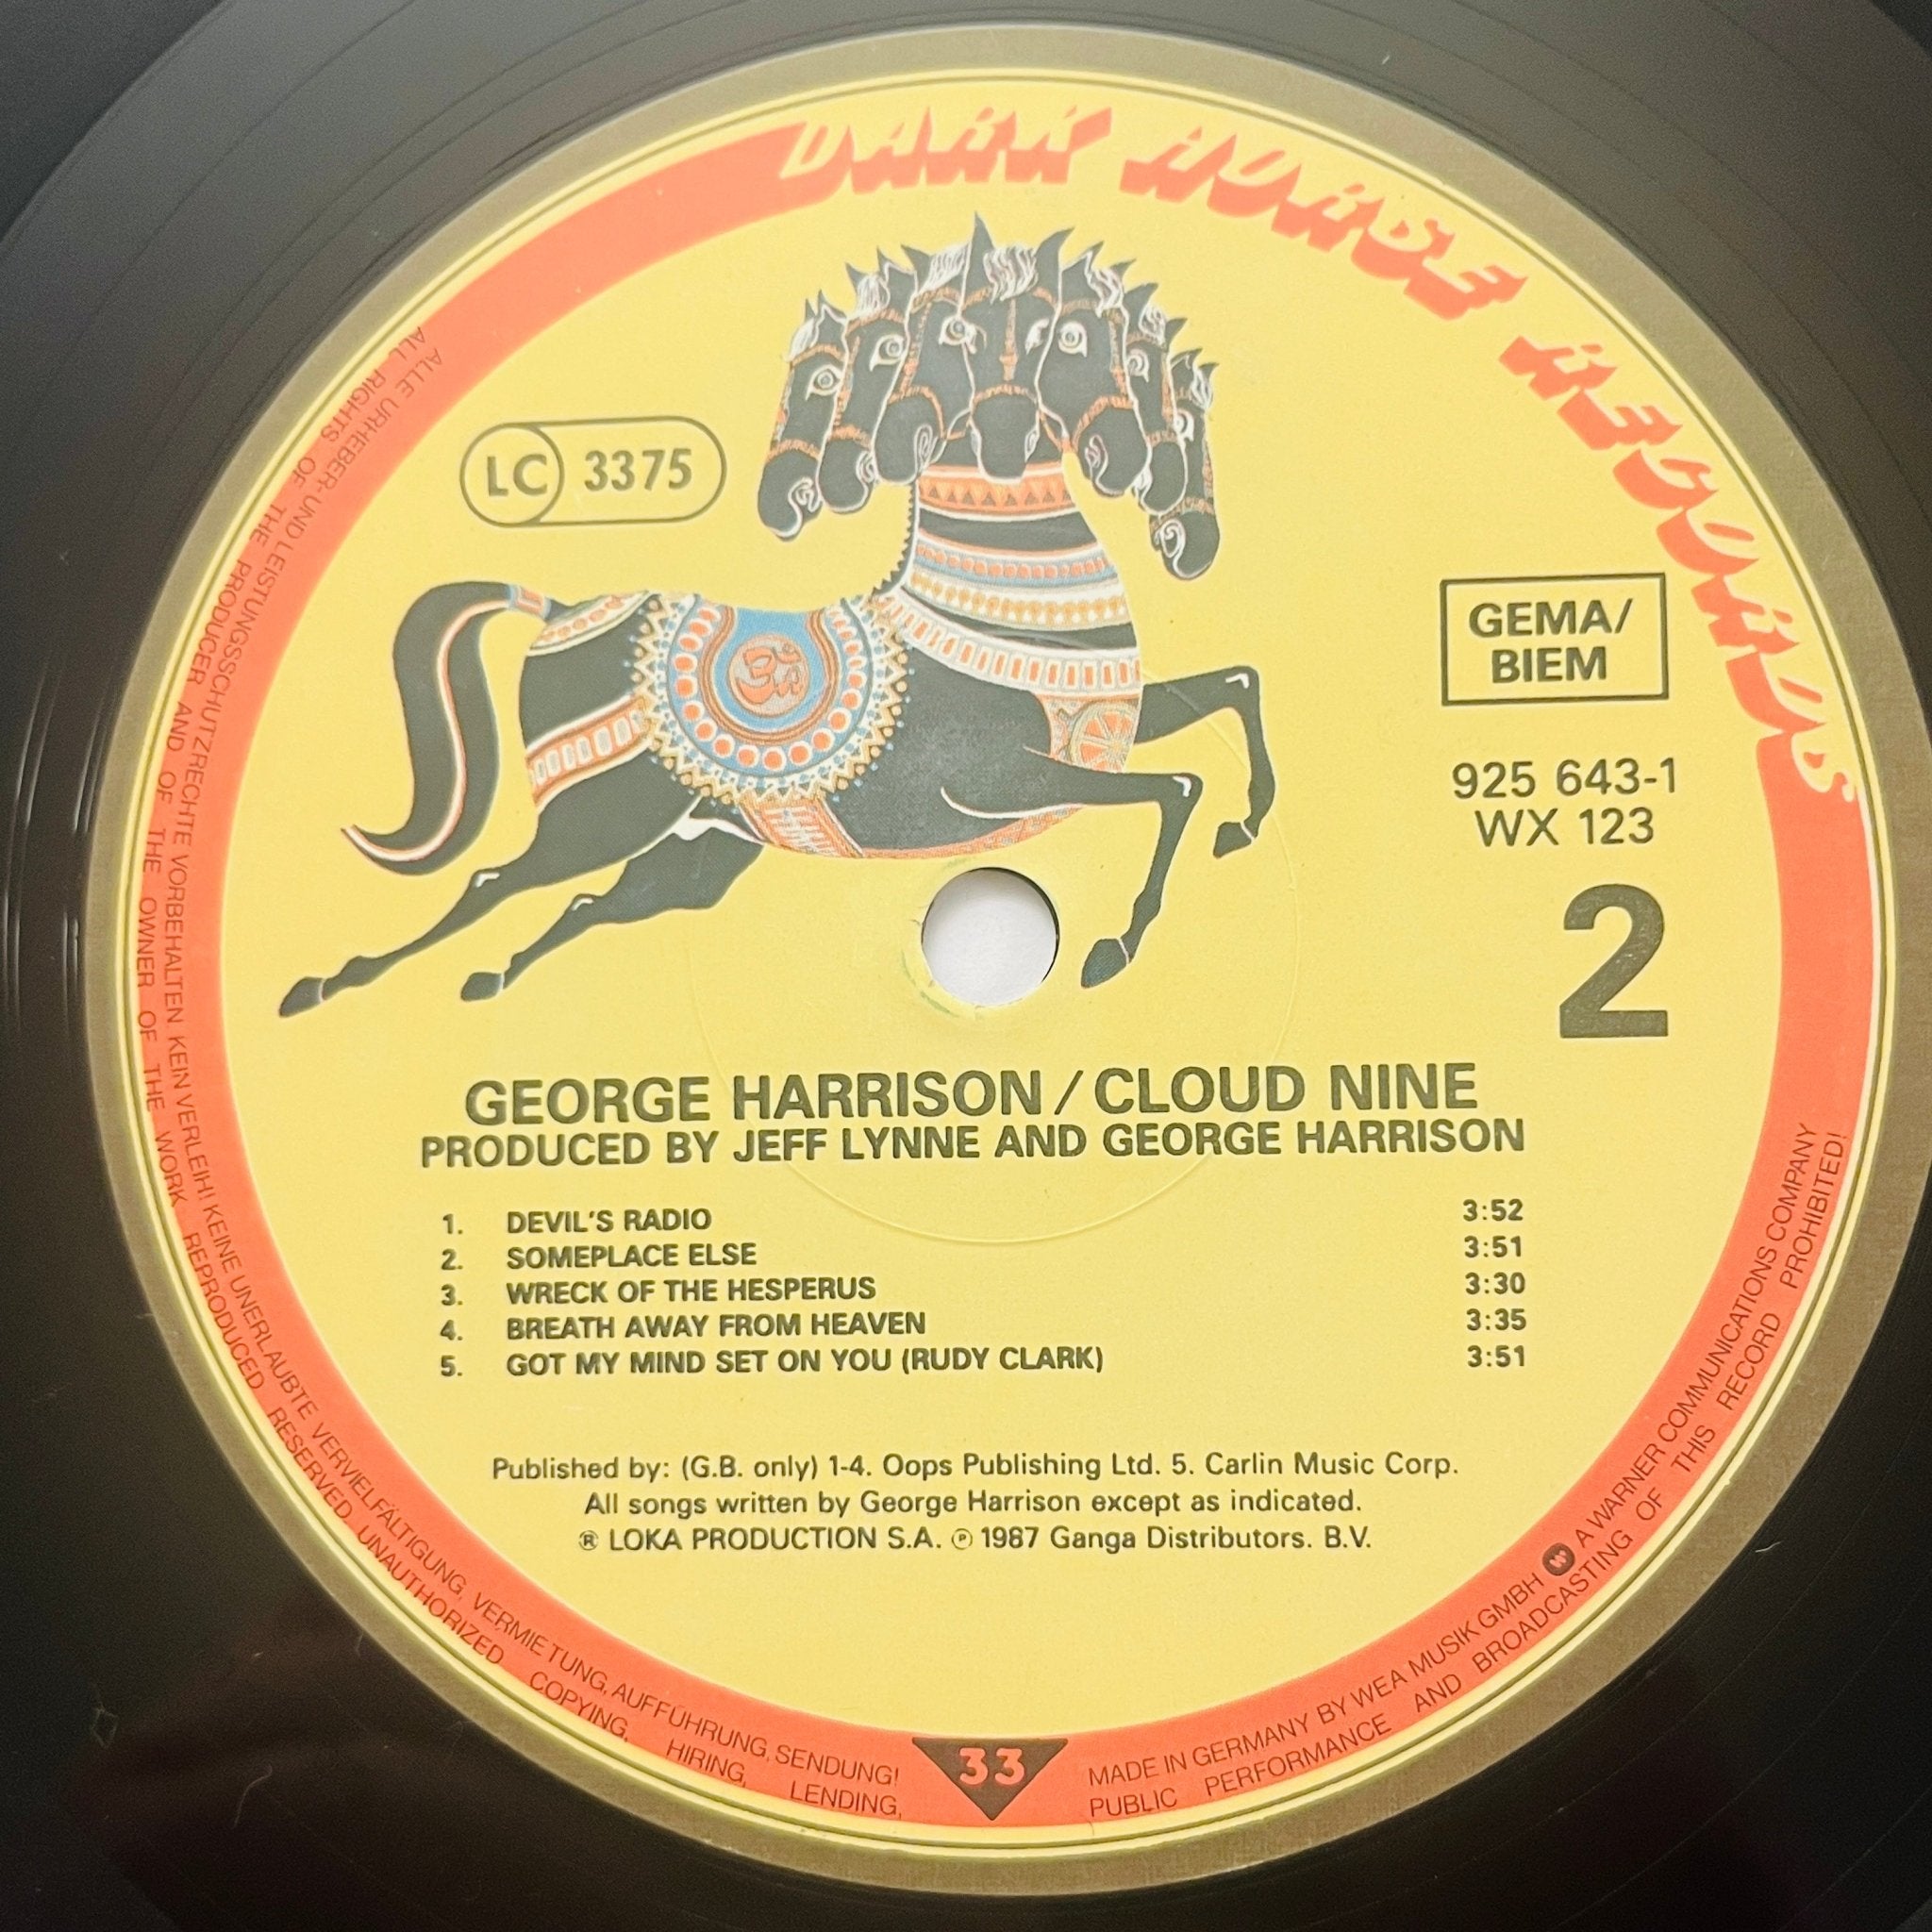 DARK HORSE RECORDS
LC 3375
GEMA/
BIEM
925 643-1
WX 123
2
GEORGE HARRISON / CLOUD NINE
PRODUCED BY JEFF LYNNE AND GEORGE HARRISON
1. DEVIL'S RADIO 3:52
2. SOMEPLACE ELSE 3:51
3. WRECK OF THE HESPERUS 3:30
4. BREATH AWAY FROM HEAVEN 3:35
5. GOT MY MIND SET ON YOU (RUDY CLARK) 3:51
Published by: (G.B. only) 1-4. Oops Publishing Ltd. 5. Carlin Music Corp.
All songs written by George Harrison except as indicated.
® LOKA PRODUCTION S.A. ℗ 1987 Ganga Distributors. B.V.
ALLE URHEBER- UND LEISTUNGSSCHUTZRECHTE VORBEHALTEN KEIN VERLEIH! KEINE UNERLAUBTE VERVIELFÄLTIGUNG, VERMIETUNG, AUFFÜHRUNG, SENDUNG!
ALL RIGHTS OF THE PRODUCER AND OF THE OWNER OF THE WORK REPRODUCED RESERVED. UNAUTHORIZED COPYING, HIRING, LENDING,
33
MADE IN GERMANY BY WEA MUSIK GMBH A WARNER COMMUNICATIONS COMPANY
PUBLIC PERFORMANCE AND BROADCASTING OF THIS RECORD PROHIBITED!
ॐ